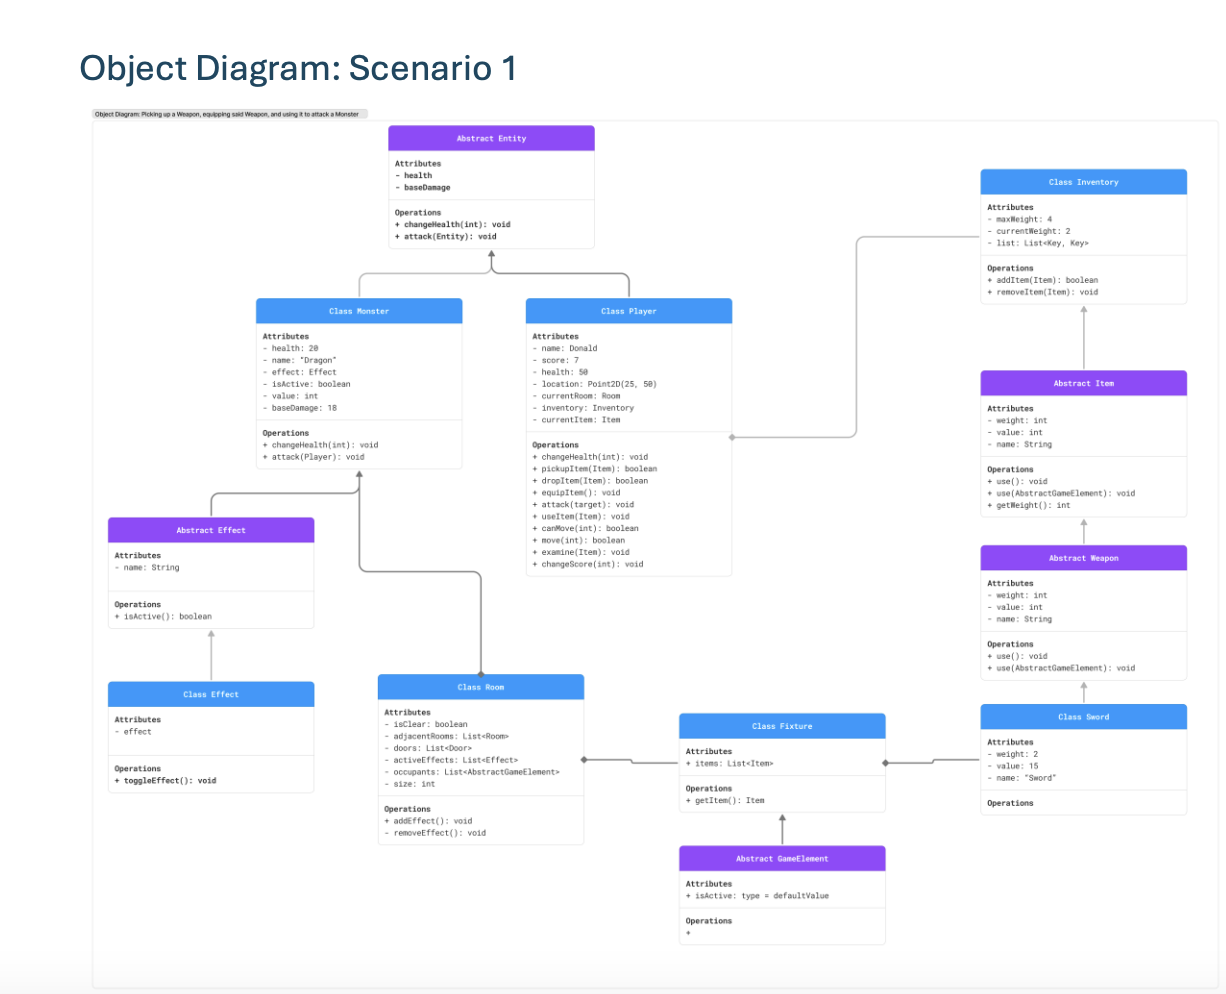 Object Diagram: Scenario 1
Object Diagram: Picking up a Weapon, equipping said Weapon, and using it to attack a Monster
Abstract Entity
Attributes
- health
- baseDamage
Operations
+ changeHealth(int): void
+ attack(Entity): void
Class Inventory
Attributes
- maxWeight: 4
- currentWeight: 2
- list: List<Key, Key>
Operations
+ addItem(Item): boolean
+ removeItem(Item): void
Class Monster
Attributes
- health: 20
- name: "Dragon"
- effect: Effect
- isActive: boolean
- value: int
- baseDamage: 18
Operations
+ changeHealth(int): void
+ attack(Player): void
Class Player
Attributes
- name: Donald
- score: 7
- health: 50
- location: Point2D(25, 50)
- currentRoom: Room
- inventory: Inventory
- currentItem: Item
Operations
+ changeHealth(int): void
+ pickupItem(Item): boolean
+ dropItem(Item): boolean
+ equipItem(): void
+ attack(target): void
+ useItem(Item): void
+ canMove(int): boolean
+ move(int): boolean
+ examine(Item): void
+ changeScore(int): void
Abstract Item
Attributes
- weight: int
- value: int
- name: String
Operations
+ use(): void
+ use(AbstractGameElement): void
+ getWeight(): int
Abstract Effect
Attributes
- name: String
Operations
+ isActive(): boolean
Abstract Weapon
Attributes
- weight: int
- value: int
- name: String
Operations
+ use(): void
+ use(AbstractGameElement): void
Class Effect
Attributes
- effect
Operations
+ toggleEffect(): void
Class Room
Attributes
- isClear: boolean
- adjacentRooms: List<Room>
- doors: List<Door>
- activeEffects: List<Effect>
- occupants: List<AbstractGameElement>
- size: int
Operations
+ addEffect(): void
- removeEffect(): void
Class Fixture
Attributes
+ items: List<Item>
Operations
+ getItem(): Item
Class Sword
Attributes
- weight: 2
- value: 15
- name: "Sword"
Operations
Abstract GameElement
Attributes
+ isActive: type = defaultValue
Operations
+